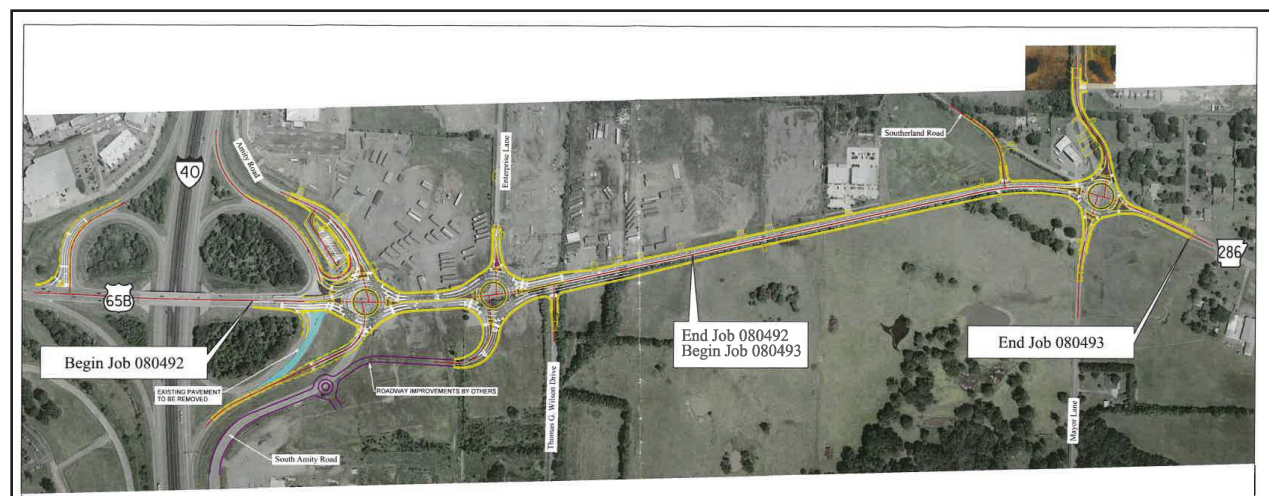 Amity Road
40
Enterprise Lane
Southerland Road
65B
286
Begin Job 080492
End Job 080492
Begin Job 080493
End Job 080493
EXISTING PAVEMENT
TO BE REMOVED
ROADWAY IMPROVEMENTS BY OTHERS
Thomas G. Wilson Drive
Mayor Lane
South Amity Road